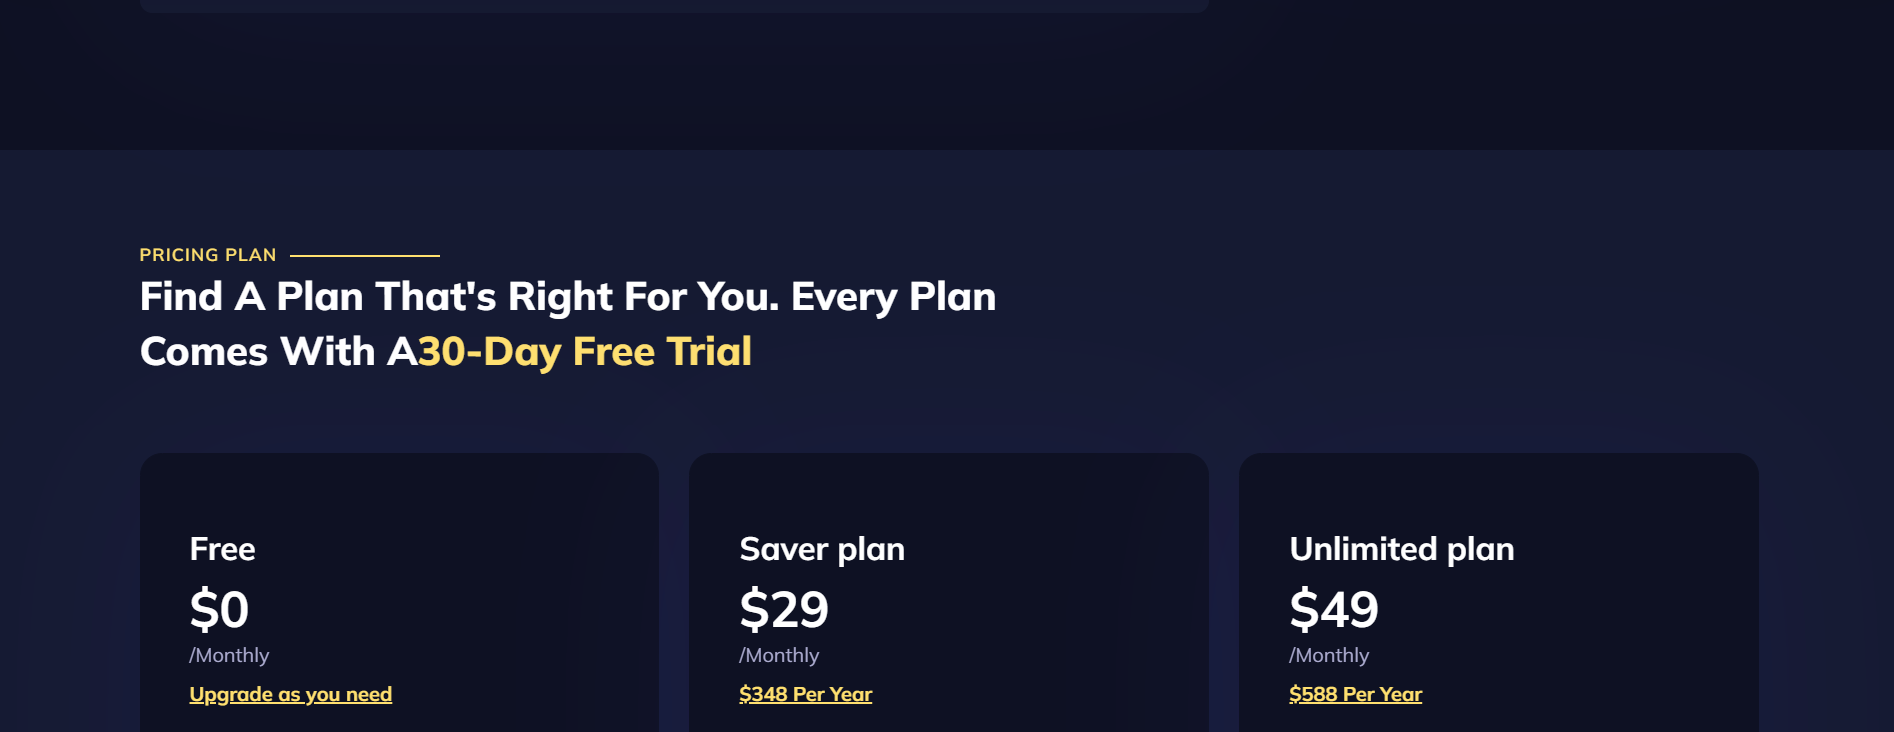 PRICING PLAN
Find A Plan That's Right For You. Every Plan
Comes With A30-Day Free Trial
Free
$0
/Monthly
Upgrade as you need
Saver plan
$29
/Monthly
$348 Per Year
Unlimited plan
$49
/Monthly
$588 Per Year